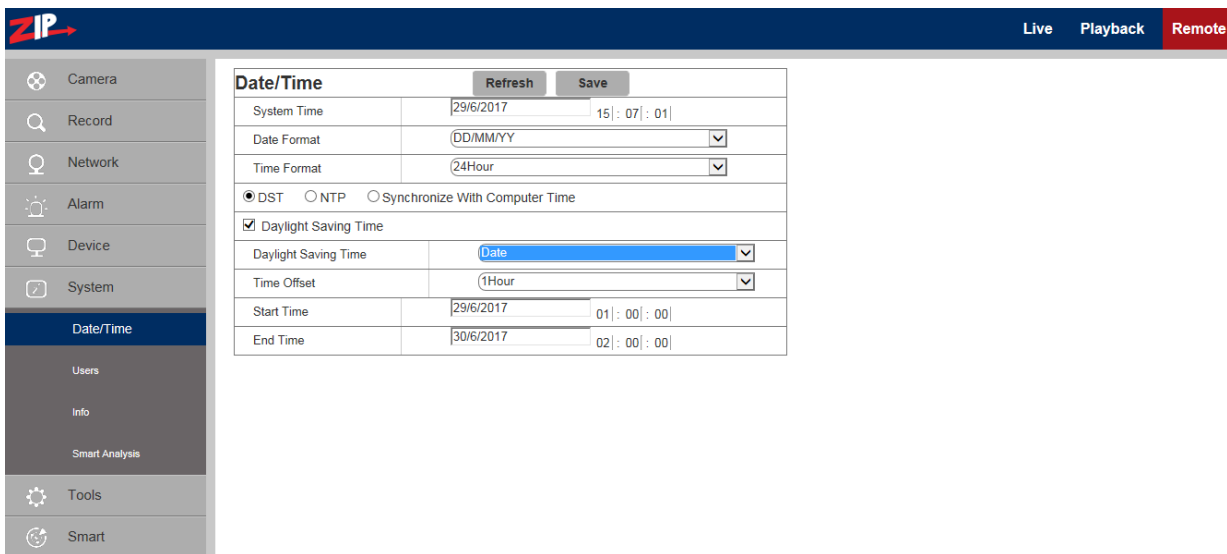 ZIP
Live Playback Remote
Camera
Record
Network
Alarm
Device
System
Date/Time
Users
Info
Smart Analysis
Tools
Smart
Date/Time Refresh Save
System Time 29/6/2017 15 : 07 : 01
Date Format DD/MM/YY
Time Format 24Hour
DST NTP Synchronize With Computer Time
Daylight Saving Time
Daylight Saving Time Date
Time Offset 1Hour
Start Time 29/6/2017 01 : 00 : 00
End Time 30/6/2017 02 : 00 : 00